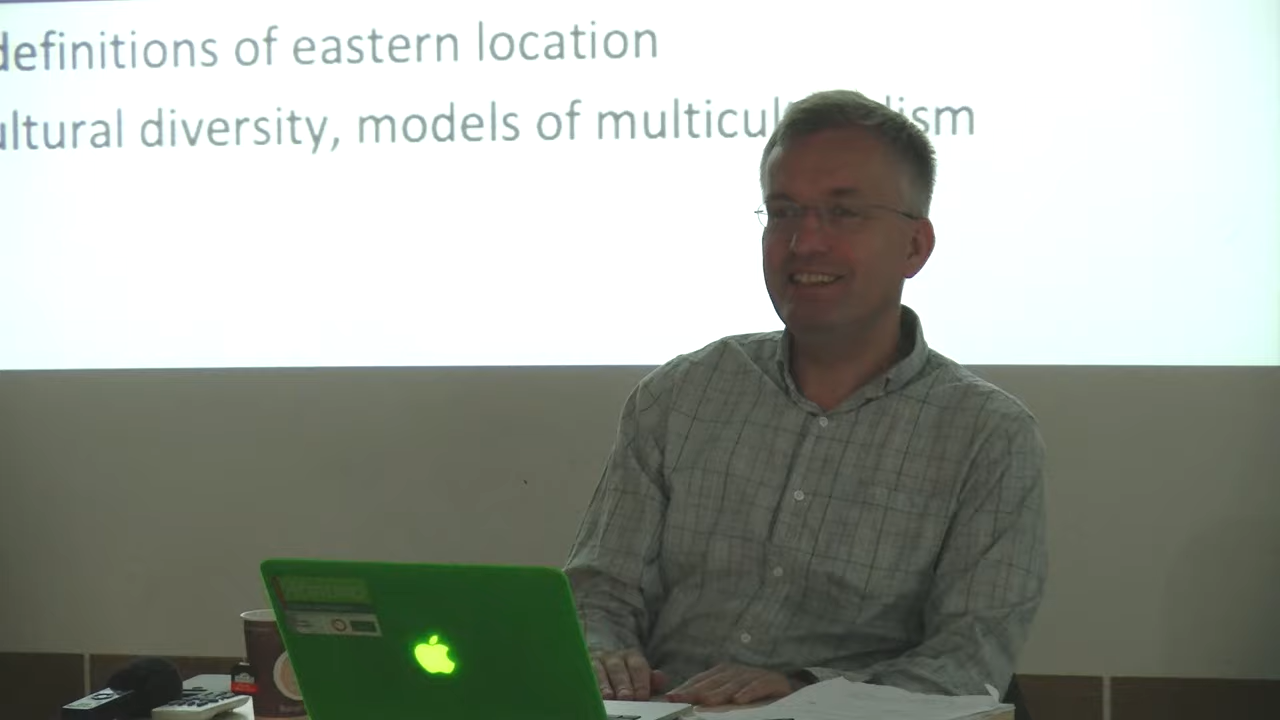 definitions of eastern location
ultural diversity, models of multicul lism